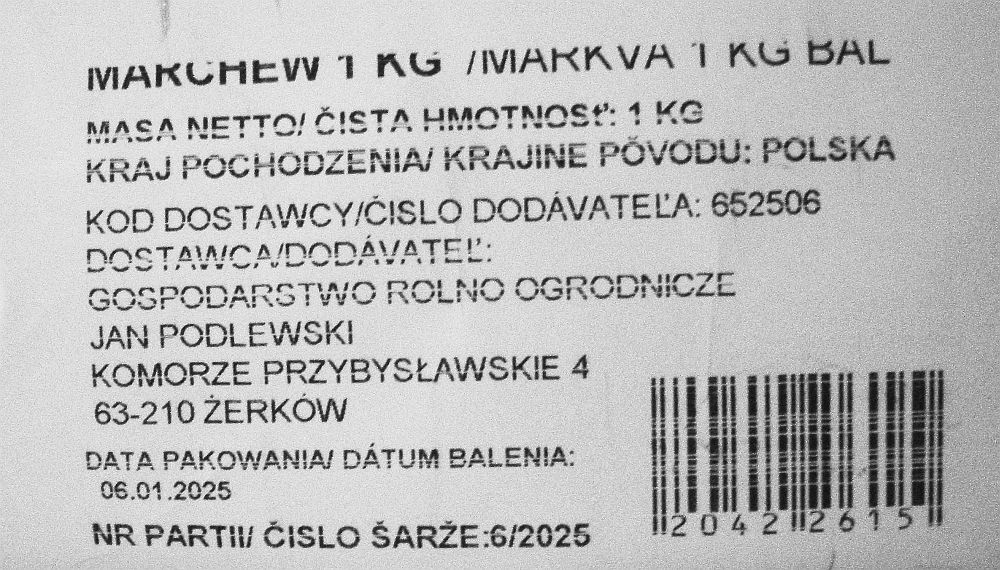 MARCHEW 1 KG /MARKVA 1 KG BAL
MASA NETTO/ ČISTA HMOTNOSť: 1 KG
KRAJ POCHODZENIA/ KRAJINE PÔVODU: POLSKA
KOD DOSTAWCY/ČISLO DODÁVATEĽA: 652506
DOSTAWCA/DODÁVATEĽ:
GOSPODARSTWO ROLNO OGRODNICZE
JAN PODLEWSKI
KOMORZE PRZYBYSŁAWSKIE 4
63-210 ŻERKÓW
DATA PAKOWANIA/ DÁTUM BALENIA:
06.01.2025
NR PARTII/ ČISLO ŠARŽE:6/2025
20422615